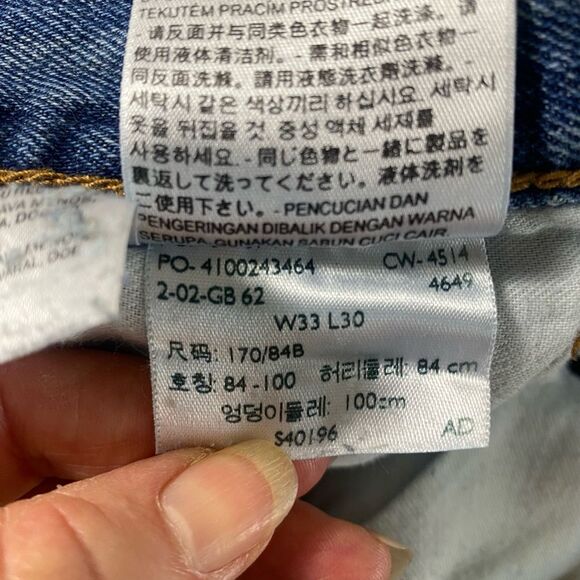 TEKUTÉM PRACÍM PROSTŘED
· 请反面并与同类色衣物一起洗涤。请
使用液体清洁剂。- 需和相似色衣物一
同反面洗滌。請用液態洗衣劑洗滌。-
세탁시 같은 색상끼리 하십시요. 세탁시
옷을 뒤집을 것 중성 액체 세제를
사용하세요. - 同じ色物と一緒に製品を
裏返して洗ってください。液体洗剤を
ご使用下さい。- PENCUCIAN DAN
PENGERINGAN DIBALIK DENGAN WARNA
SERUPA. GUNAKAN SABUN CUCI CAIR
PO- 4100243464 CW- 4514
2-02-GB 62 4649
W33 L30
尺码: 170/84B
호칭: 84 -100 허리둘레: 84 cm
엉덩이둘레: 100cm
S40196 AD